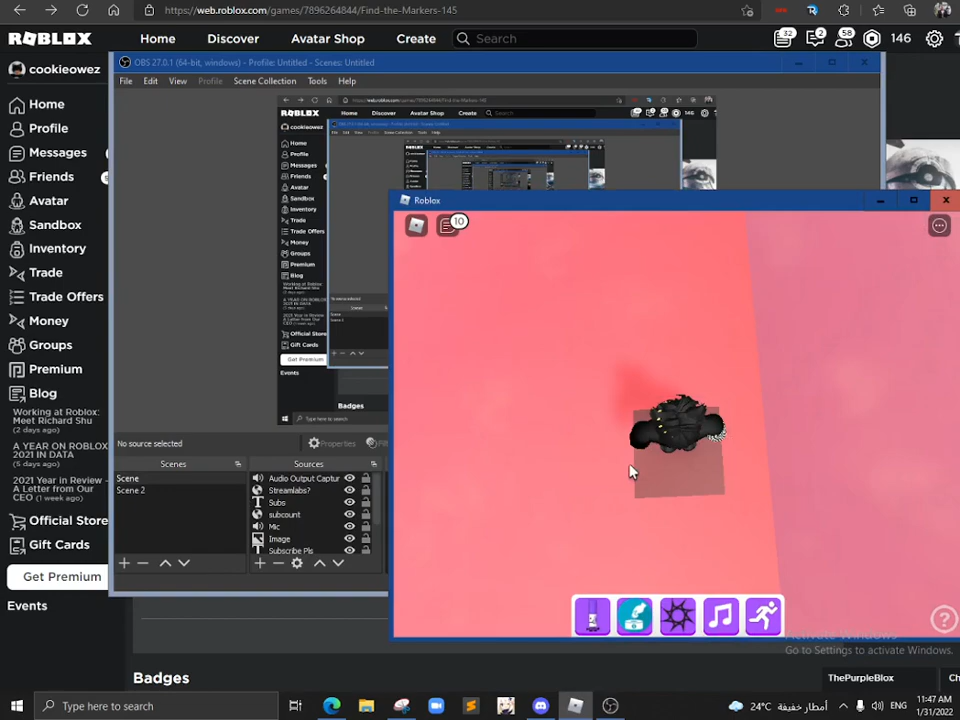 https://web.roblox.com/games/7896264844/Find-the-Markers-145
ROBLOX
Home
Discover
Avatar Shop
Create
Search
32
2
58
146
cookieowez
Home
Profile
Messages
Friends
Avatar
Sandbox
Inventory
Trade
Trade Offers
Money
Groups
Premium
Blog
Working at Roblox:
Meet Richard Shu
(2 days ago)
A YEAR ON ROBLOX
2021 IN DATA
(5 days ago)
2021 Year in Review –
A Letter from Our
CEO (1 week ago)
Official Store
Gift Cards
Get Premium
Events
OBS 27.0.1 (64-bit, windows) - Profile: Untitled - Scenes: Untitled
File
Edit
View
Profile
Scene Collection
Tools
Help
No source selected
Properties
Scenes
Scene
Scene 2
Sources
Audio Output Captur
Streamlabs?
Subs
subcount
Mic
Image
Subscribe Pls
Roblox
10
Activate Windows
Go to Settings to activate Windows.
Badges
ThePurpleBlox
Type here to search
24°C
أمطار خفيفة
11:47 AM
1/31/2022